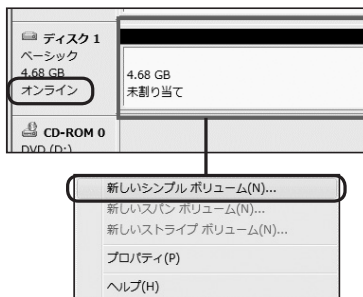 ディスク 1
ベーシック
4.68 GB
オンライン
4.68 GB
未割り当て
CD-ROM 0
DVD (D:)
新しいシンプル ボリューム(N)...
新しいスパン ボリューム(N)...
新しいストライプ ボリューム(N)...
プロパティ(P)
ヘルプ(H)